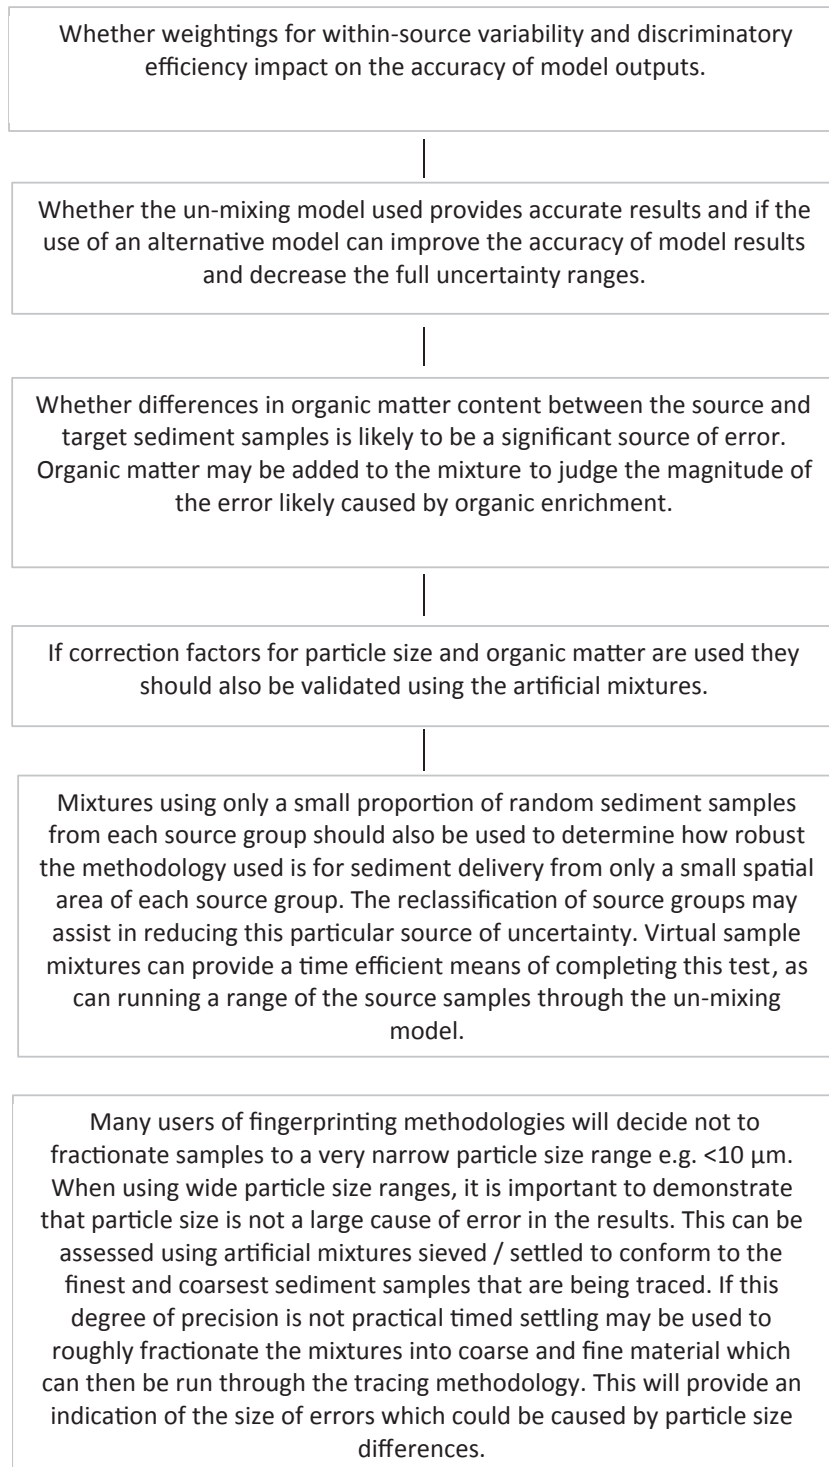 Whether weightings for within-source variability and discriminatory
efficiency impact on the accuracy of model outputs.
Whether the un-mixing model used provides accurate results and if the
use of an alternative model can improve the accuracy of model results
and decrease the full uncertainty ranges.
Whether differences in organic matter content between the source and
target sediment samples is likely to be a significant source of error.
Organic matter may be added to the mixture to judge the magnitude of
the error likely caused by organic enrichment.
If correction factors for particle size and organic matter are used they
should also be validated using the artificial mixtures.
Mixtures using only a small proportion of random sediment samples
from each source group should also be used to determine how robust
the methodology used is for sediment delivery from only a small spatial
area of each source group. The reclassification of source groups may
assist in reducing this particular source of uncertainty. Virtual sample
mixtures can provide a time efficient means of completing this test, as
can running a range of the source samples through the un-mixing
model.
Many users of fingerprinting methodologies will decide not to
fractionate samples to a very narrow particle size range e.g. <10 µm.
When using wide particle size ranges, it is important to demonstrate
that particle size is not a large cause of error in the results. This can be
assessed using artificial mixtures sieved / settled to conform to the
finest and coarsest sediment samples that are being traced. If this
degree of precision is not practical timed settling may be used to
roughly fractionate the mixtures into coarse and fine material which
can then be run through the tracing methodology. This will provide an
indication of the size of errors which could be caused by particle size
differences.